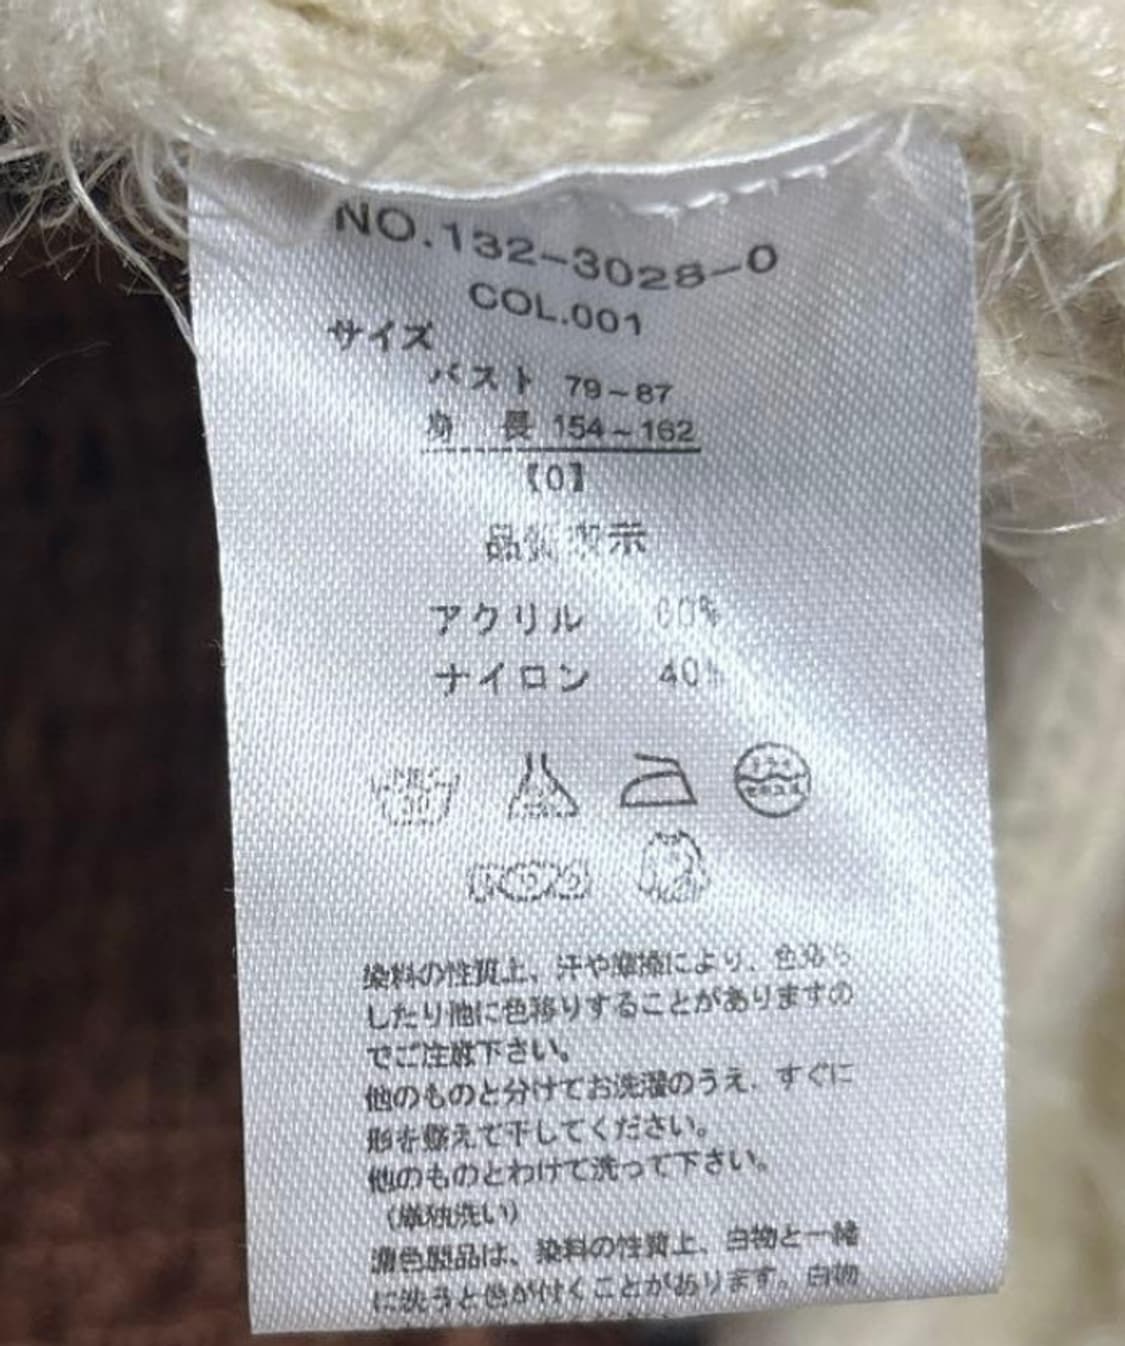 NO.132-3028-0
COL.001
サイズ
バスト 79~87
身 長 154~162
【0】
品質表示
アクリル 60%
ナイロン 40%
30
ドライ
セキユ系
染料の性質上、汗や摩擦により、色落ち
したり他に色移りすることがありますの
でご注意下さい。
他のものと分けてお洗濯のうえ、すぐに
形を整えて干してください。
他のものとわけて洗って下さい。
(単独洗い)
濃色製品は、染料の性質上、白物と一緒
に洗うと色が付くことがあります。白物